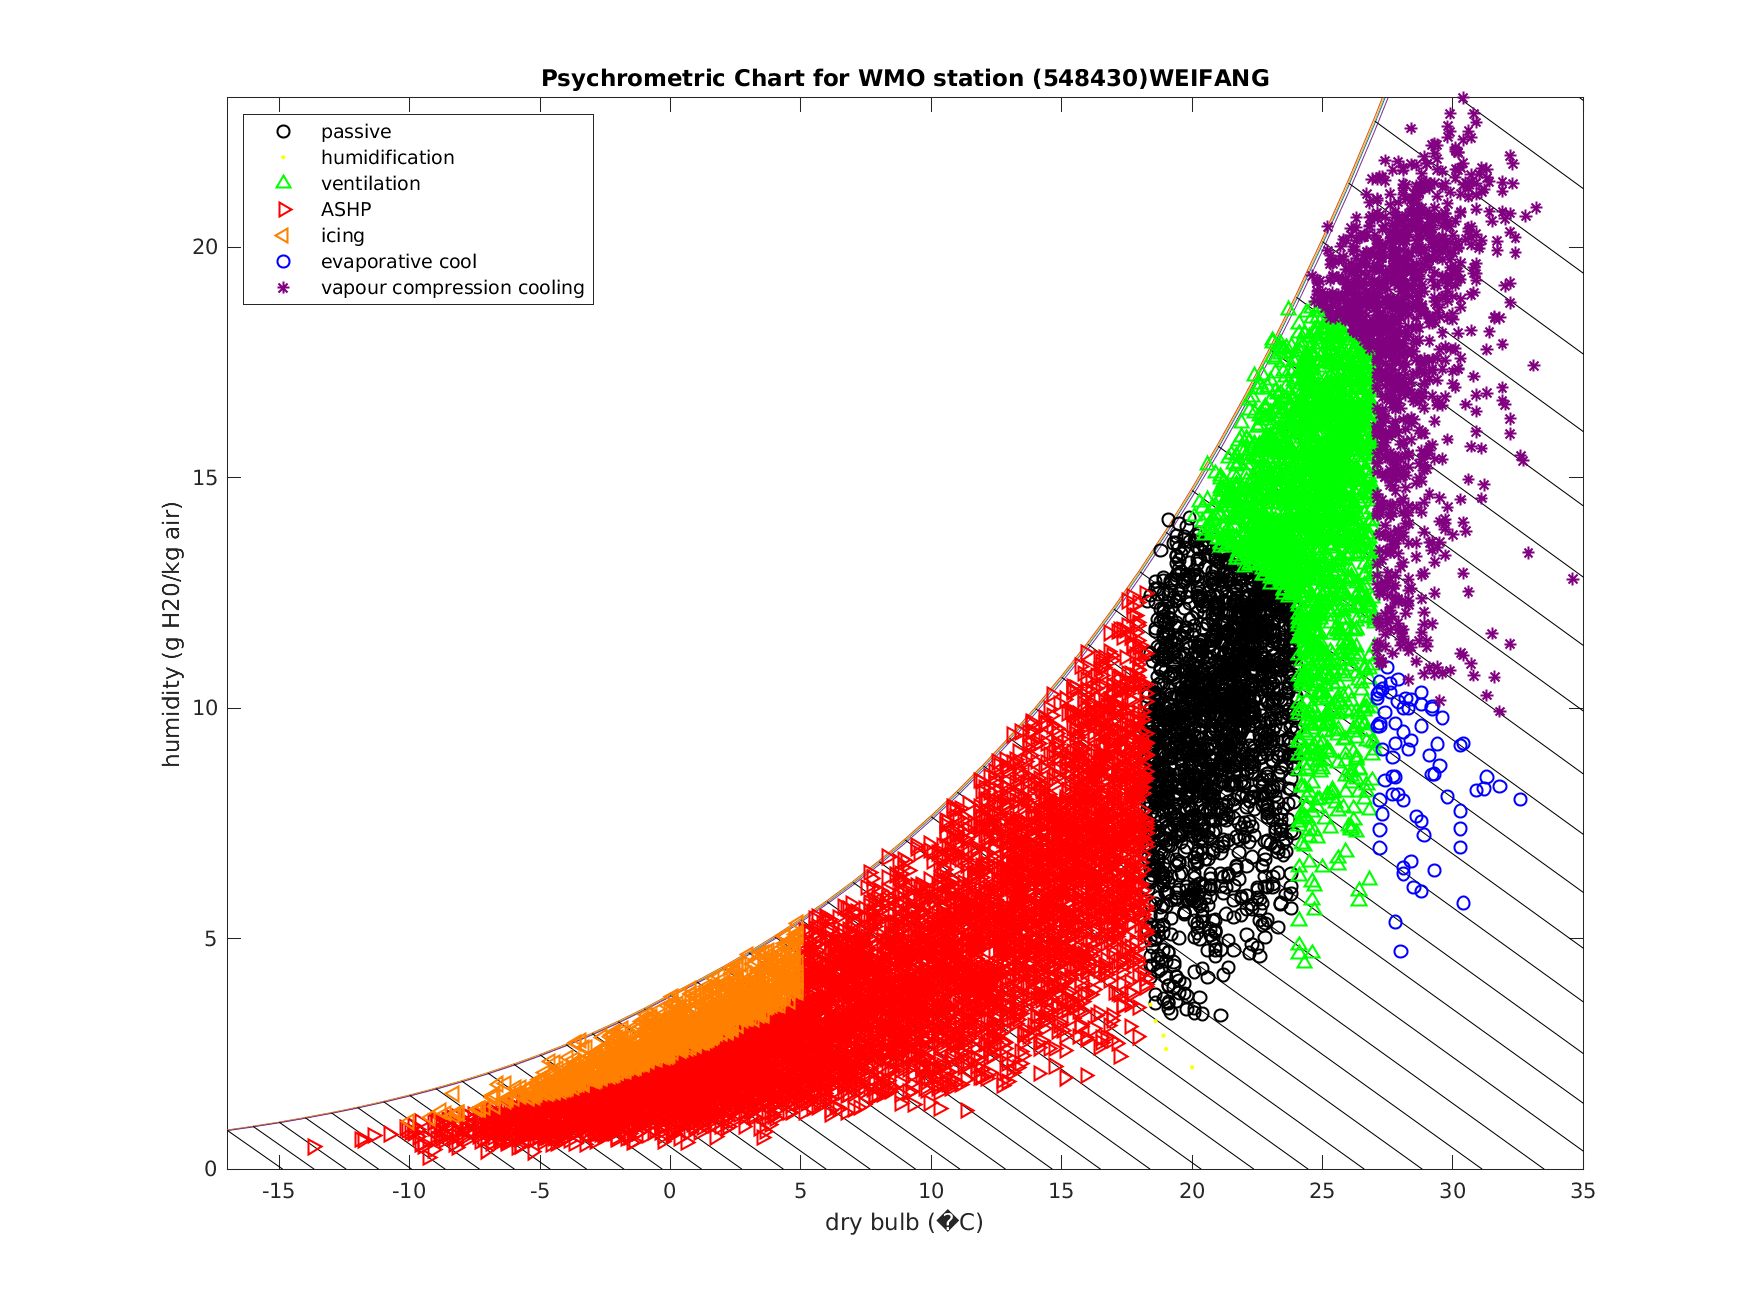 Psychrometric Chart for WMO station (548430)WEIFANG
passive
humidification
ventilation
ASHP
icing
evaporative cool
vapour compression cooling
humidity (g H20/kg air)
20
15
10
5
0
-15 -10 -5 0 5 10 15 20 25 30 35
dry bulb (�C)